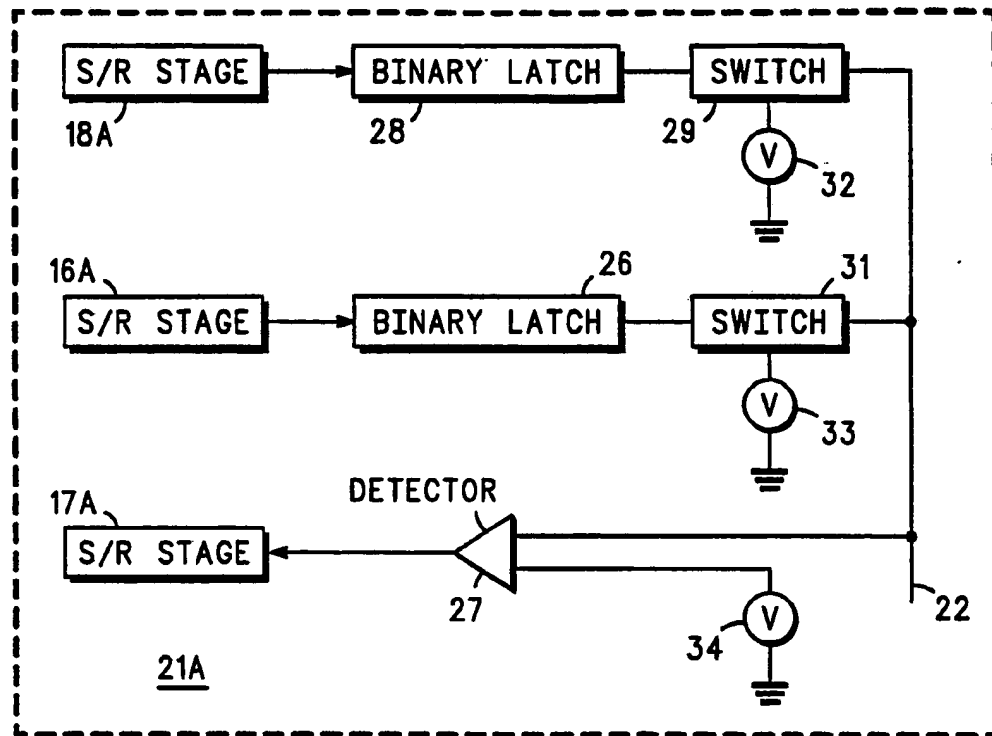 S/R STAGE
BINARY LATCH
SWITCH
18A
28
29
V
32
16A
26
31
S/R STAGE
BINARY LATCH
SWITCH
V
33
17A
DETECTOR
S/R STAGE
27
V
34
22
21A